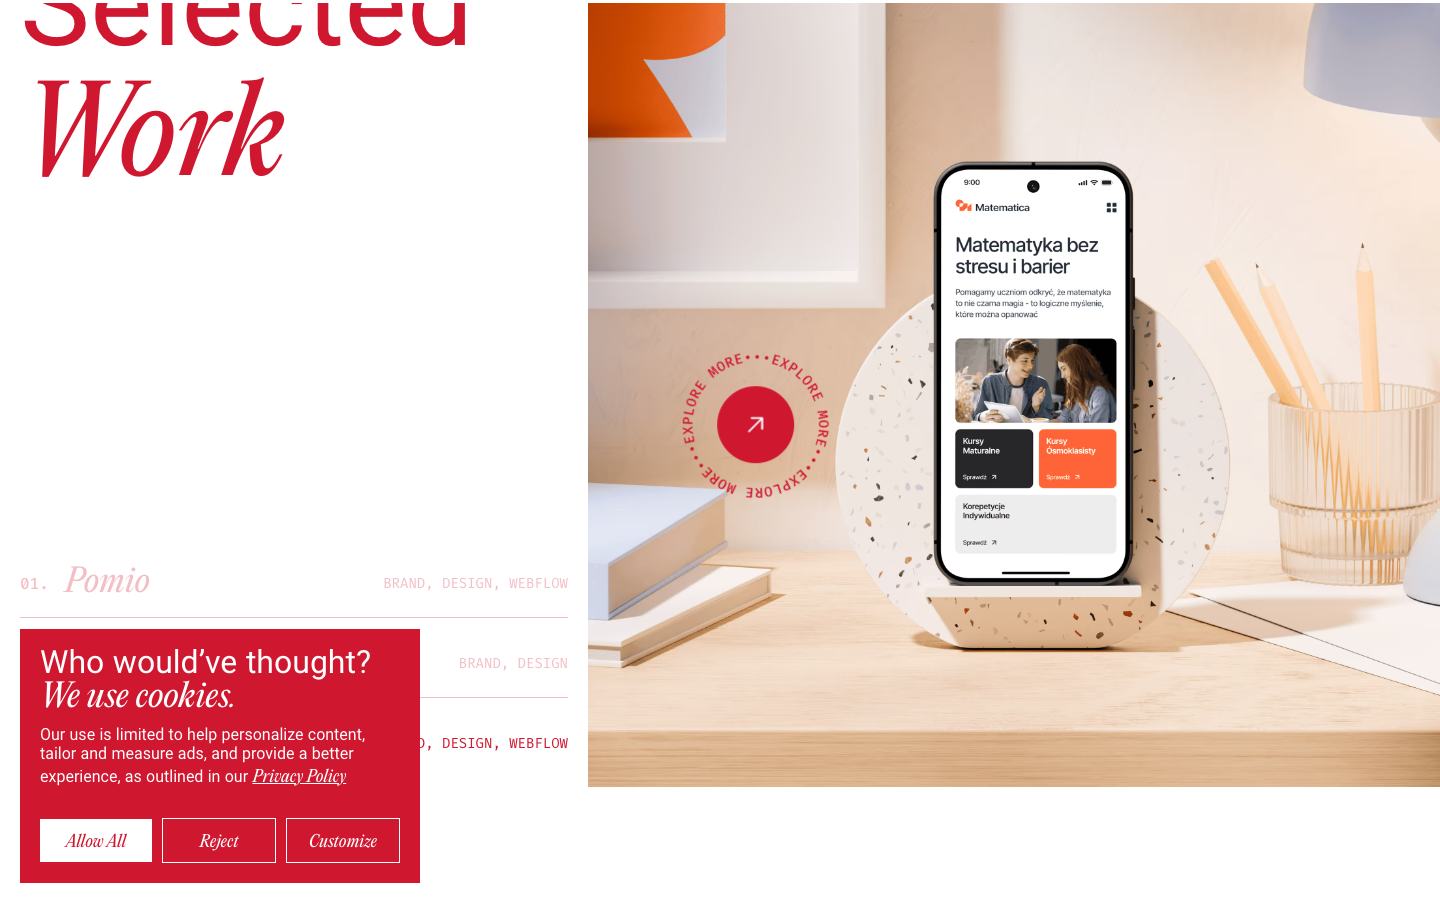 Selected
Work
01. Pomio BRAND, DESIGN, WEBFLOW
BRAND, DESIGN
DESIGN, WEBFLOW
Who would’ve thought?
We use cookies.
Our use is limited to help personalize content,
tailor and measure ads, and provide a better
experience, as outlined in our Privacy Policy
Allow All
Reject
Customize
EXPLORE MORE•••EXPLORE MORE•••EXPLORE MORE•••EXPLORE MORE
9:00
Matematica
Matematyka bez
stresu i barier
Pomagamy uczniom odkryć, że matematyka
to nie czarna magia - to logiczne myślenie,
które można opanować
Kursy
Maturalne
Sprawdź
Kursy
Ósmoklasisty
Sprawdź
Korepetycje
Indywidualne
Sprawdź